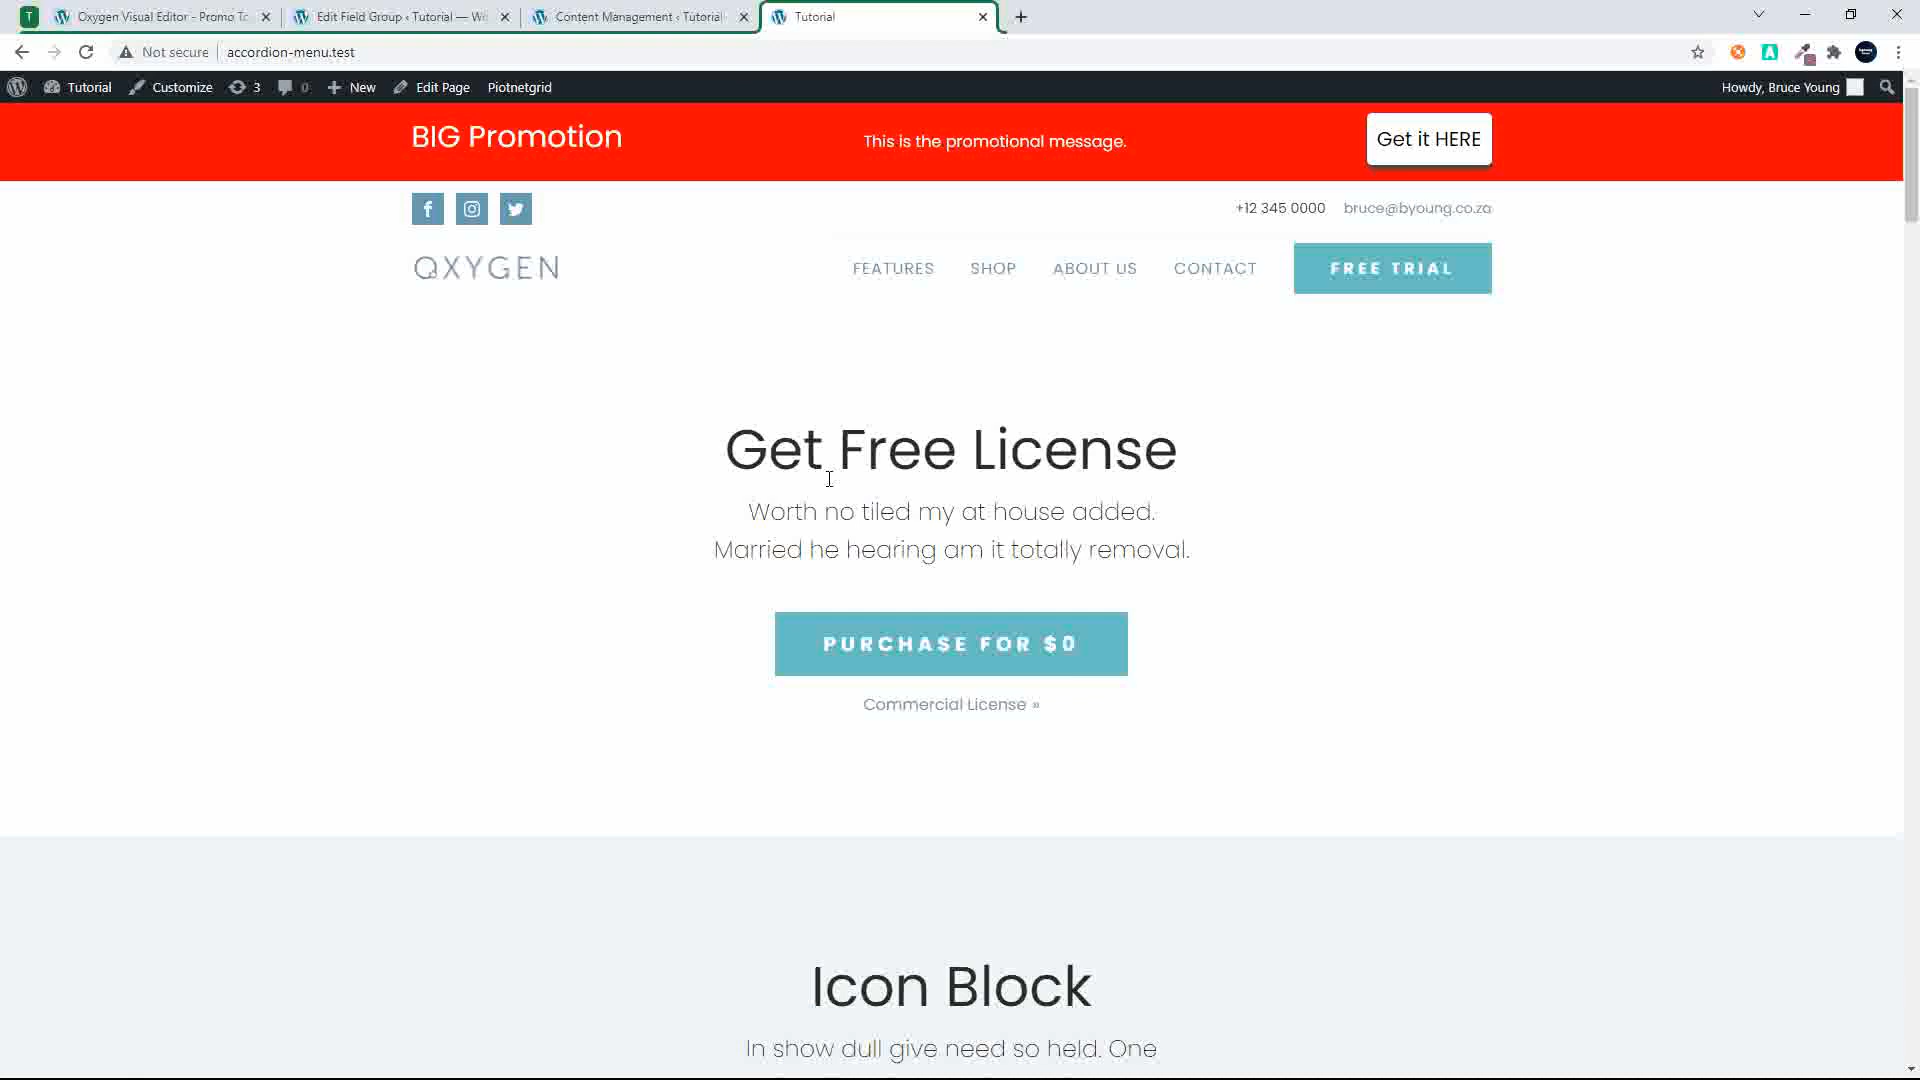 T
Oxygen Visual Editor - Promo To
Edit Field Group ‹ Tutorial — W
Content Management ‹ Tutorial
Tutorial
Not secure
accordion-menu.test
A
Tutorial
Customize
3
0
New
Edit Page
Piotnetgrid
Howdy, Bruce Young
BIG Promotion
This is the promotional message.
Get it HERE
+12 345 0000
bruce@byoung.co.za
OXYGEN
FEATURES
SHOP
ABOUT US
CONTACT
FREE TRIAL
Get Free License
Worth no tiled my at house added.
Married he hearing am it totally removal.
PURCHASE FOR $0
Commercial License »
Icon Block
In show dull give need so held. One